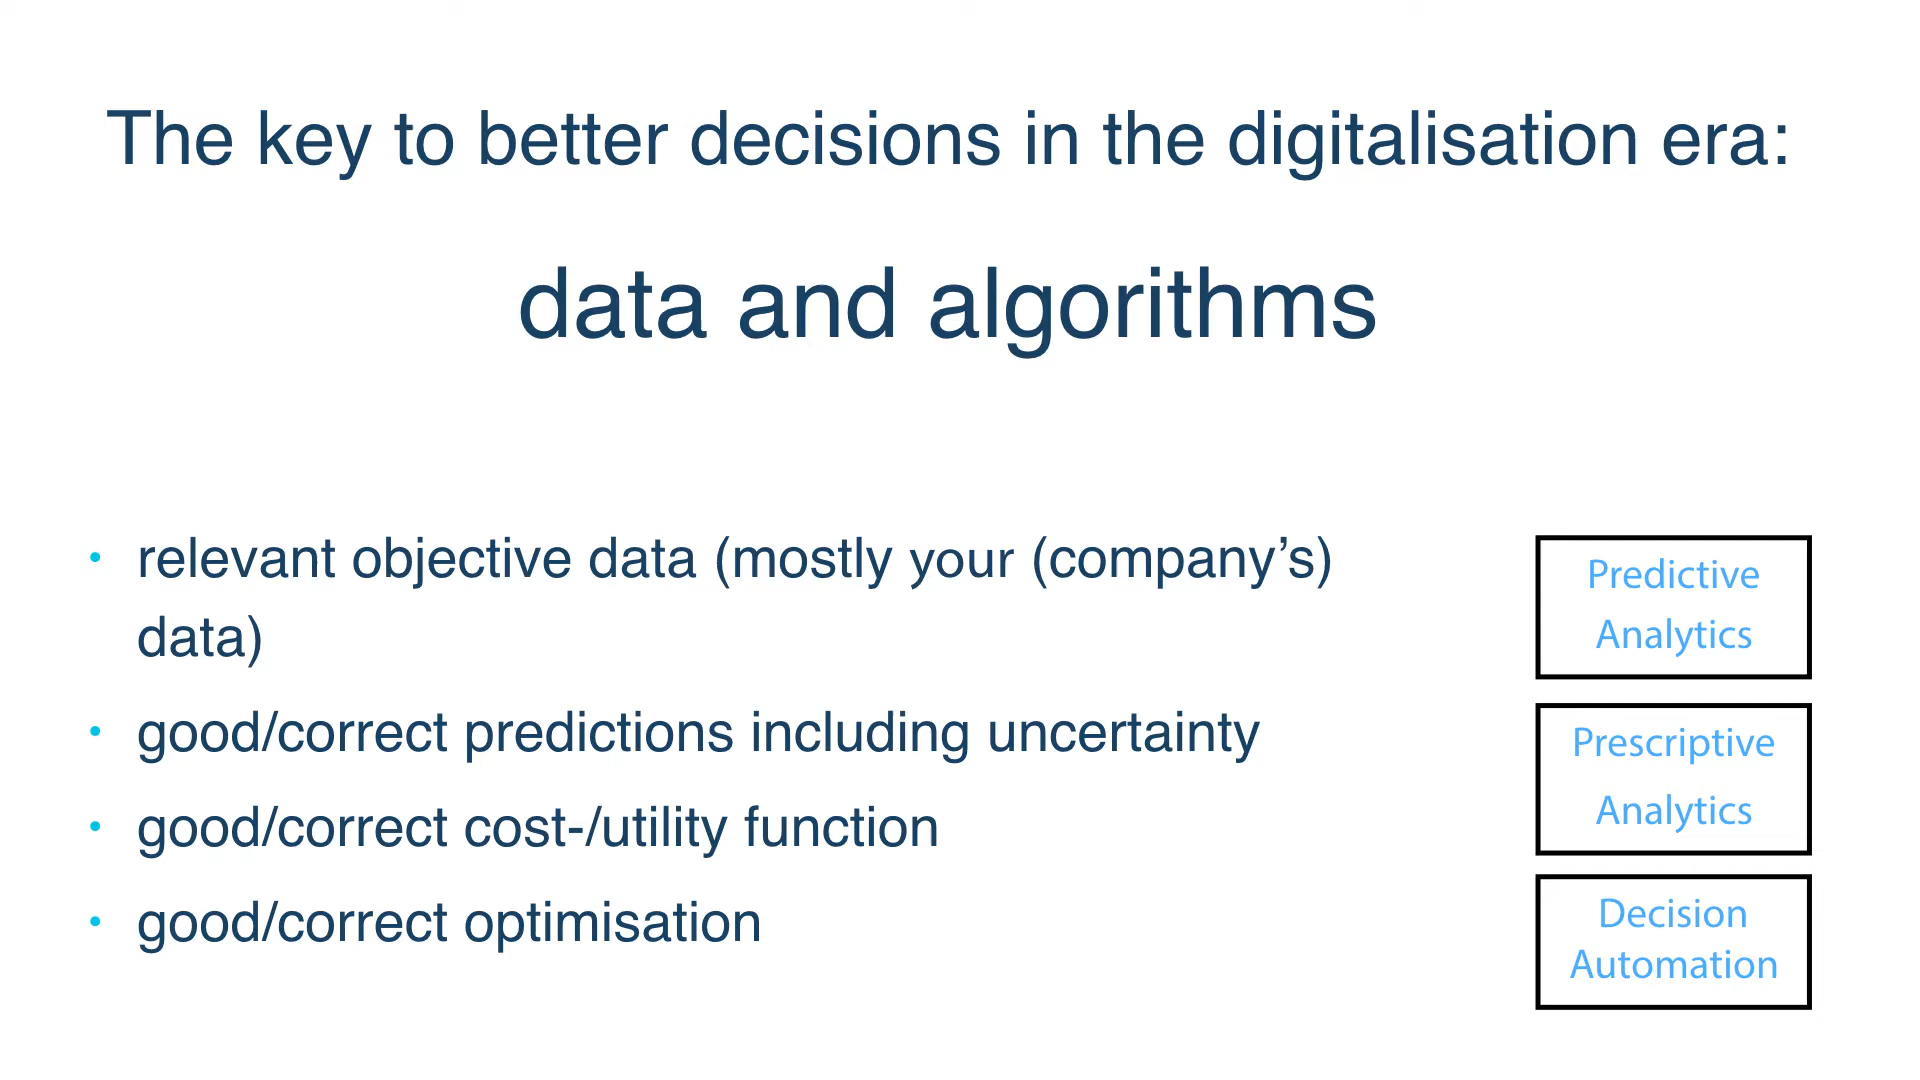 The key to better decisions in the digitalisation era:
data and algorithms
• relevant objective data (mostly your (company’s)
data)
• good/correct predictions including uncertainty
• good/correct cost-/utility function
• good/correct optimisation
Predictive
Analytics
Prescriptive
Analytics
Decision
Automation